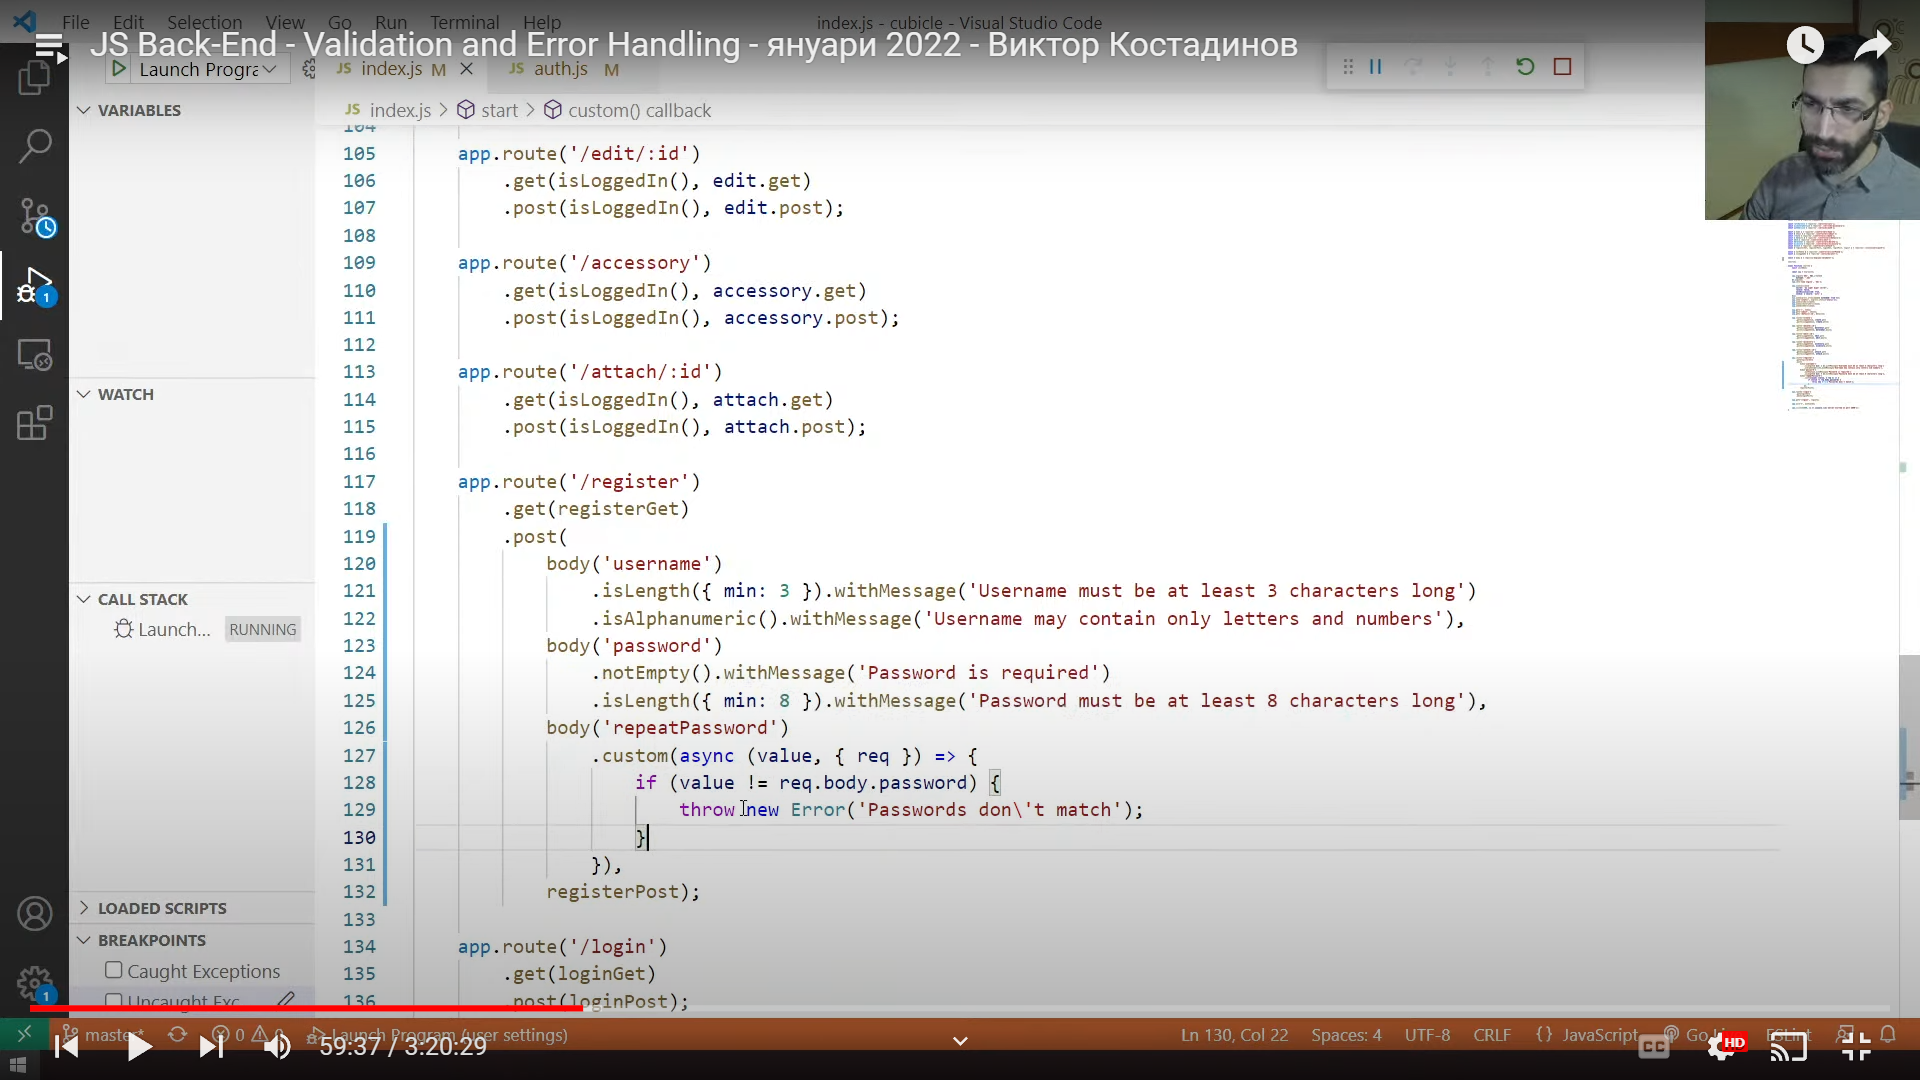 File Edit Selection View Go Run Terminal Help
index.js - cubicle - Visual Studio Code
JS Back-End - Validation and Error Handling - януари 2022 - Виктор Костадинов
Launch Progra
JS index.js M
JS auth.js M
VARIABLES
JS index.js > start > custom() callback
104
105 app.route('/edit/:id')
106 .get(isLoggedIn(), edit.get)
107 .post(isLoggedIn(), edit.post);
108
109 app.route('/accessory')
110 .get(isLoggedIn(), accessory.get)
111 .post(isLoggedIn(), accessory.post);
112
113 app.route('/attach/:id')
114 .get(isLoggedIn(), attach.get)
115 .post(isLoggedIn(), attach.post);
116
117 app.route('/register')
118 .get(registerGet)
119 .post(
120 body('username')
121 .isLength({ min: 3 }).withMessage('Username must be at least 3 characters long')
122 .isAlphanumeric().withMessage('Username may contain only letters and numbers'),
123 body('password')
124 .notEmpty().withMessage('Password is required')
125 .isLength({ min: 8 }).withMessage('Password must be at least 8 characters long'),
126 body('repeatPassword')
127 .custom(async (value, { req }) => {
128 if (value != req.body.password) {
129 throw new Error('Passwords don\'t match');
130 }
131 }),
132 registerPost);
133
134 app.route('/login')
135 .get(loginGet)
136 .post(loginPost);
WATCH
CALL STACK
Launch... RUNNING
LOADED SCRIPTS
BREAKPOINTS
Caught Exceptions
Uncaught Exc
1
1
master* 0 0 Launch Program (user settings)
Ln 130, Col 22 Spaces: 4 UTF-8 CRLF {} JavaScript Go ESLint
59:37 / 3:20:29
CC HD